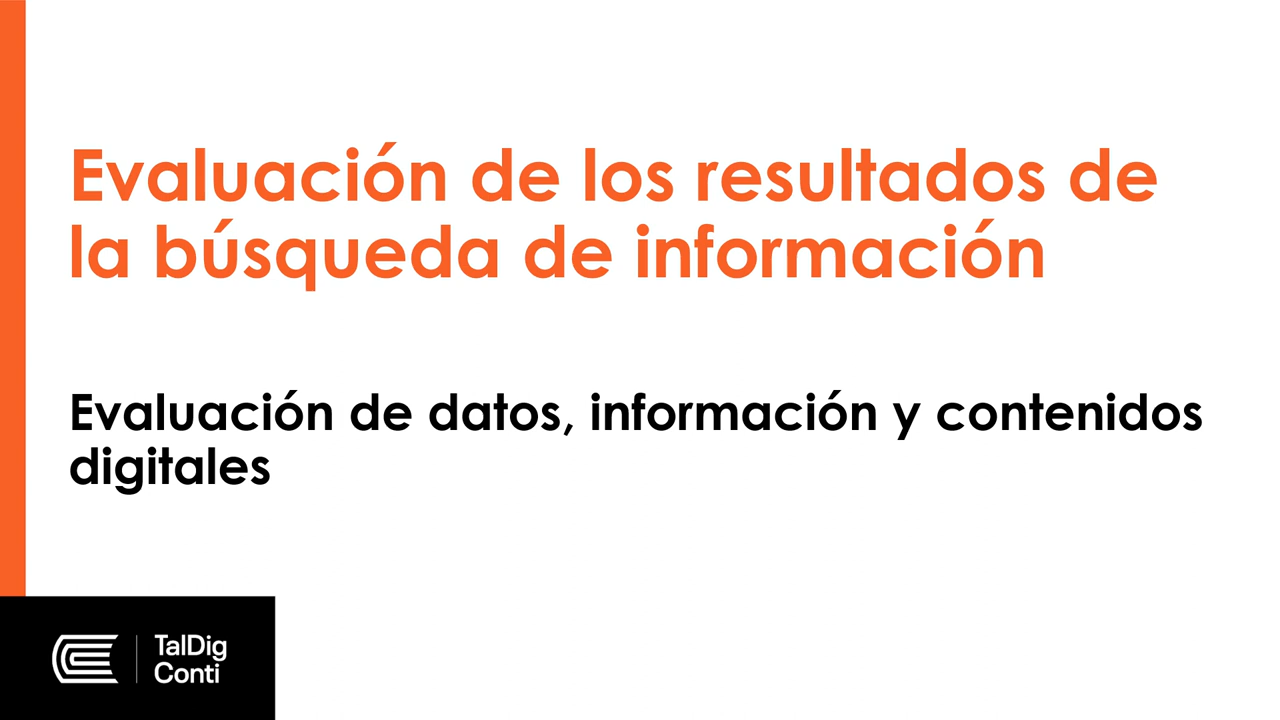 Evaluación de los resultados de
la búsqueda de información
Evaluación de datos, información y contenidos
digitales
TalDig
Conti